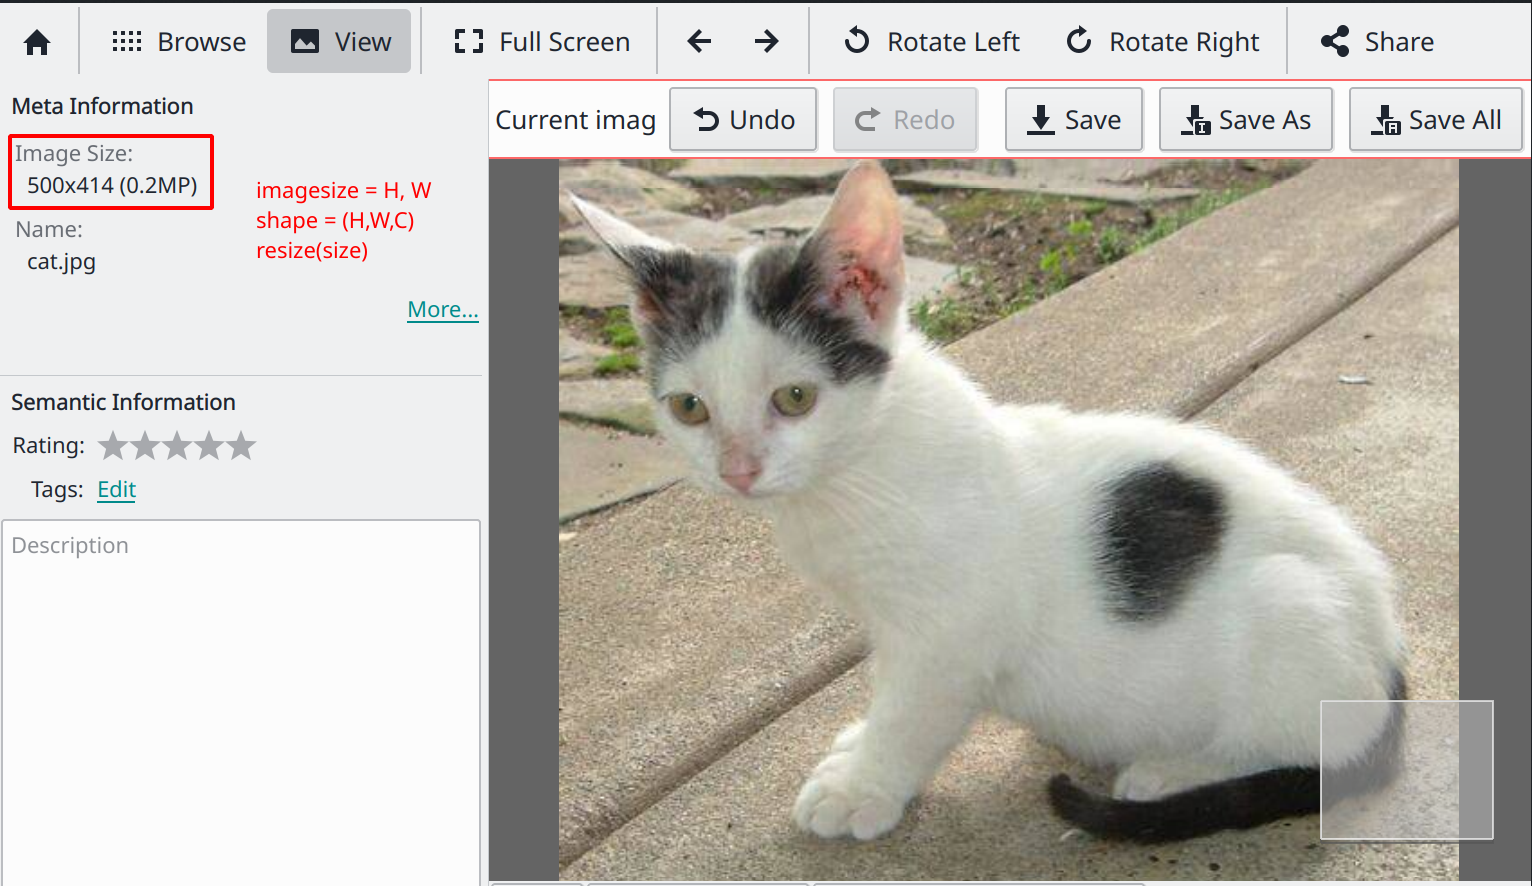 Browse View Full Screen Rotate Left Rotate Right Share
Meta Information
Current imag Undo Redo Save Save As Save All
Image Size:
500x414 (0.2MP)
imagesize = H, W
shape = (H,W,C)
resize(size)
Name:
cat.jpg
More...
Semantic Information
Rating:
Tags: Edit
Description